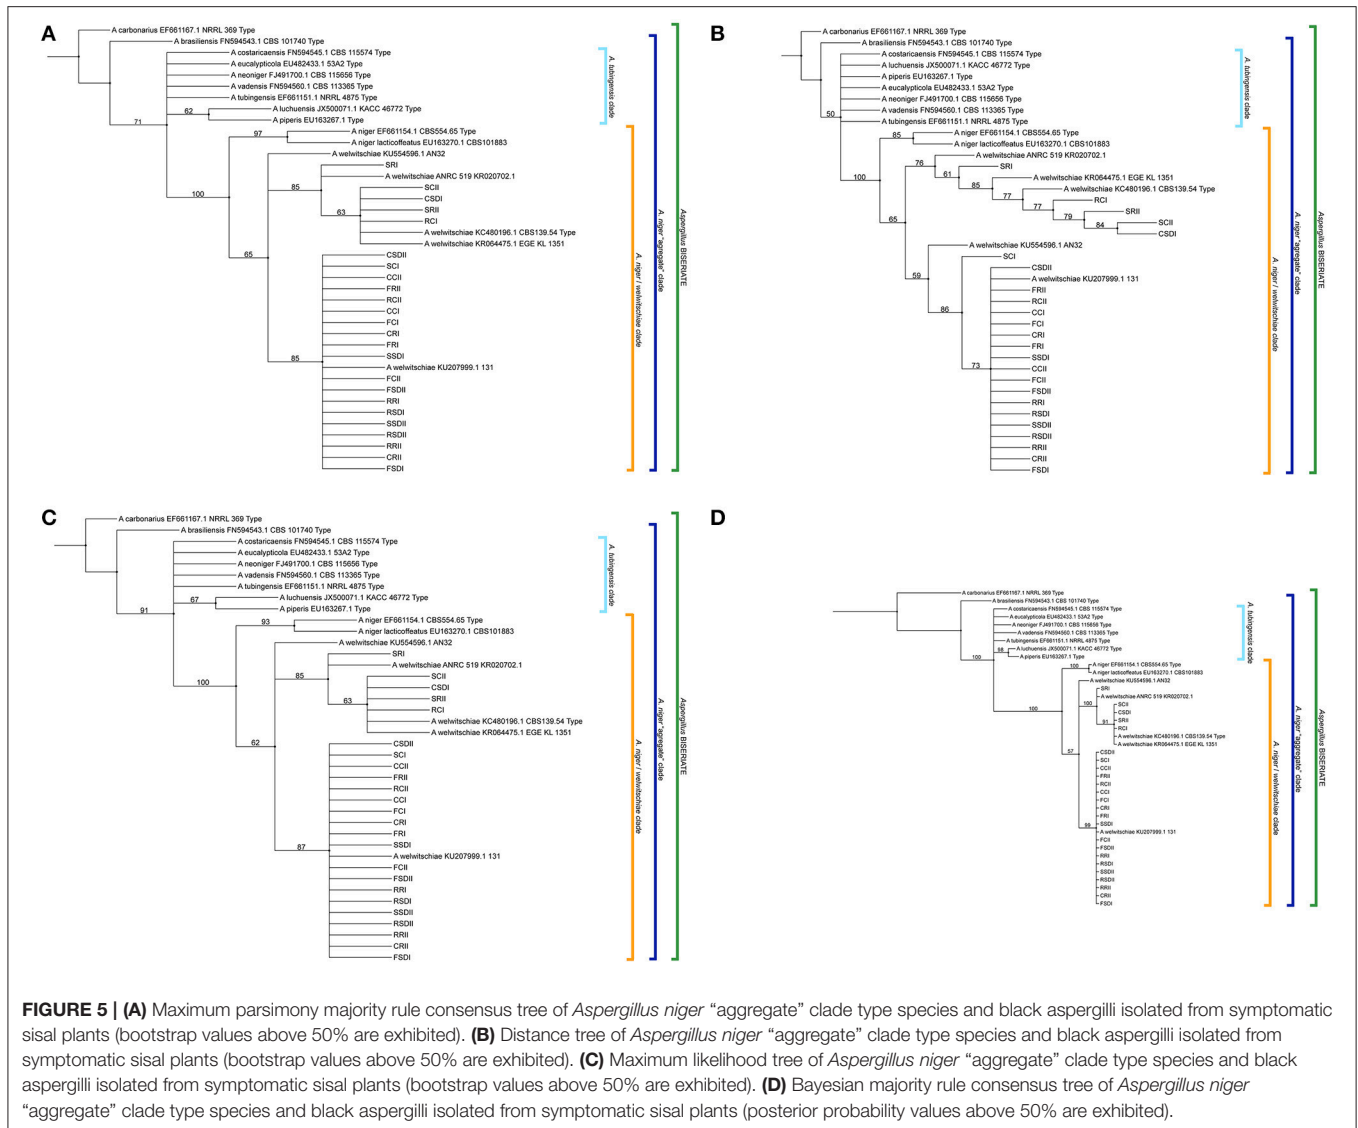 A
A carbonarius EF661167.1 NRRL 369 Type
A brasiliensis FN594543.1 CBS 101740 Type
A costaricaensis FN594545.1 CBS 115574 Type
A eucalypticola EU482433.1 53A2 Type
A neoniger FJ491700.1 CBS 115656 Type
A vadensis FN594560.1 CBS 113365 Type
A tubingensis EF661151.1 NRRL 4875 Type
62
A luchuensis JX500071.1 KACC 46772 Type
A piperis EU163267.1 Type
71
97
A niger EF661154.1 CBS554.65 Type
A niger lacticoffeatus EU163270.1 CBS101883
A welwitschiae KU554596.1 AN32
SRI
A welwitschiae ANRC 519 KR020702.1
85
100
SCII
CSDI
63
SRII
RCI
A welwitschiae KC480196.1 CBS139.54 Type
A welwitschiae KR064475.1 EGE KL 1351
65
CSDII
SCI
CCII
FRII
RCII
CCI
FCI
CRI
FRI
SSDI
85
A welwitschiae KU207999.1 131
FCII
FSDII
RRI
RSDI
SSDII
RSDII
RRII
CRII
FSDI
A. tubingensis clade
A. niger / welwitschiae clade
A. niger "agregate" clade
Aspergillus BISERIATE
B
A carbonarius EF661167.1 NRRL 369 Type
A brasiliensis FN594543.1 CBS 101740 Type
A costaricaensis FN594545.1 CBS 115574 Type
A luchuensis JX500071.1 KACC 46772 Type
A piperis EU163267.1 Type
A eucalypticola EU482433.1 53A2 Type
A neoniger FJ491700.1 CBS 115656 Type
A vadensis FN594560.1 CBS 113365 Type
50
A tubingensis EF661151.1 NRRL 4875 Type
85
A niger EF661154.1 CBS554.65 Type
A niger lacticoffeatus EU163270.1 CBS101883
76
A welwitschiae ANRC 519 KR020702.1
SRI
61
A welwitschiae KR064475.1 EGE KL 1351
100
85
A welwitschiae KC480196.1 CBS139.54 Type
77
RCI
77
SRII
79
65
84
SCII
CSDI
A welwitschiae KU554596.1 AN32
SCI
59
CSDII
A welwitschiae KU207999.1 131
FRII
RCII
86
CCI
FCI
CRI
FRI
SSDI
73
CCII
FCII
FSDII
RRI
RSDI
SSDII
RSDII
RRII
CRII
FSDI
A. tubingensis clade
A. niger / welwitschiae clade
A. niger "agregate" clade
Aspergillus BISERIATE
C
A carbonarius EF661167.1 NRRL 369 Type
A brasiliensis FN594543.1 CBS 101740 Type
A costaricaensis FN594545.1 CBS 115574 Type
A eucalypticola EU482433.1 53A2 Type
A neoniger FJ491700.1 CBS 115656 Type
A vadensis FN594560.1 CBS 113365 Type
A tubingensis EF661151.1 NRRL 4875 Type
67
A luchuensis JX500071.1 KACC 46772 Type
A piperis EU163267.1 Type
91
93
A niger EF661154.1 CBS554.65 Type
A niger lacticoffeatus EU163270.1 CBS101883
A welwitschiae KU554596.1 AN32
SRI
A welwitschiae ANRC 519 KR020702.1
85
100
SCII
CSDI
63
SRII
RCI
A welwitschiae KC480196.1 CBS139.54 Type
A welwitschiae KR064475.1 EGE KL 1351
62
CSDII
SCI
CCII
FRII
RCII
CCI
FCI
CRI
FRI
SSDI
87
A welwitschiae KU207999.1 131
FCII
FSDII
RRI
RSDI
SSDII
RSDII
RRII
CRII
FSDI
A. tubingensis clade
A. niger / welwitschiae clade
A. niger "agregate" clade
Aspergillus BISERIATE
D
A carbonarius EF661167.1 NRRL 369 Type
A brasiliensis FN594543.1 CBS 101740 Type
A costaricaensis FN594545.1 CBS 115574 Type
A eucalypticola EU482433.1 53A2 Type
A neoniger FJ491700.1 CBS 115656 Type
A vadensis FN594560.1 CBS 113365 Type
A tubingensis EF661151.1 NRRL 4875 Type
68
A luchuensis JX500071.1 KACC 46772 Type
A piperis EU163267.1 Type
100
100
A niger EF661154.1 CBS554.65 Type
A niger lacticoffeatus EU163270.1 CBS101883
A welwitschiae KU554596.1 AN32
SRI
A welwitschiae ANRC 519 KR020702.1
100
100
SCII
CSDI
91
SRII
RCI
A welwitschiae KC480196.1 CBS139.54 Type
A welwitschiae KR064475.1 EGE KL 1351
57
CSDII
SCI
CCII
FRII
RCII
CCI
FCI
CRI
FRI
SSDI
99
A welwitschiae KU207999.1 131
FCII
FSDII
RRI
RSDI
SSDII
RSDII
RRII
CRII
FSDI
A. tubingensis clade
A. niger / welwitschiae clade
A. niger "aggregate" clade
Aspergillus BISERIATE
FIGURE 5 | (A) Maximum parsimony majority rule consensus tree of Aspergillus niger “aggregate” clade type species and black aspergilli isolated from symptomatic
sisal plants (bootstrap values above 50% are exhibited). (B) Distance tree of Aspergillus niger “aggregate” clade type species and black aspergilli isolated from
symptomatic sisal plants (bootstrap values above 50% are exhibited). (C) Maximum likelihood tree of Aspergillus niger “aggregate” clade type species and black
aspergilli isolated from symptomatic sisal plants (bootstrap values above 50% are exhibited). (D) Bayesian majority rule consensus tree of Aspergillus niger
“aggregate” clade type species and black aspergilli isolated from symptomatic sisal plants (posterior probability values above 50% are exhibited).